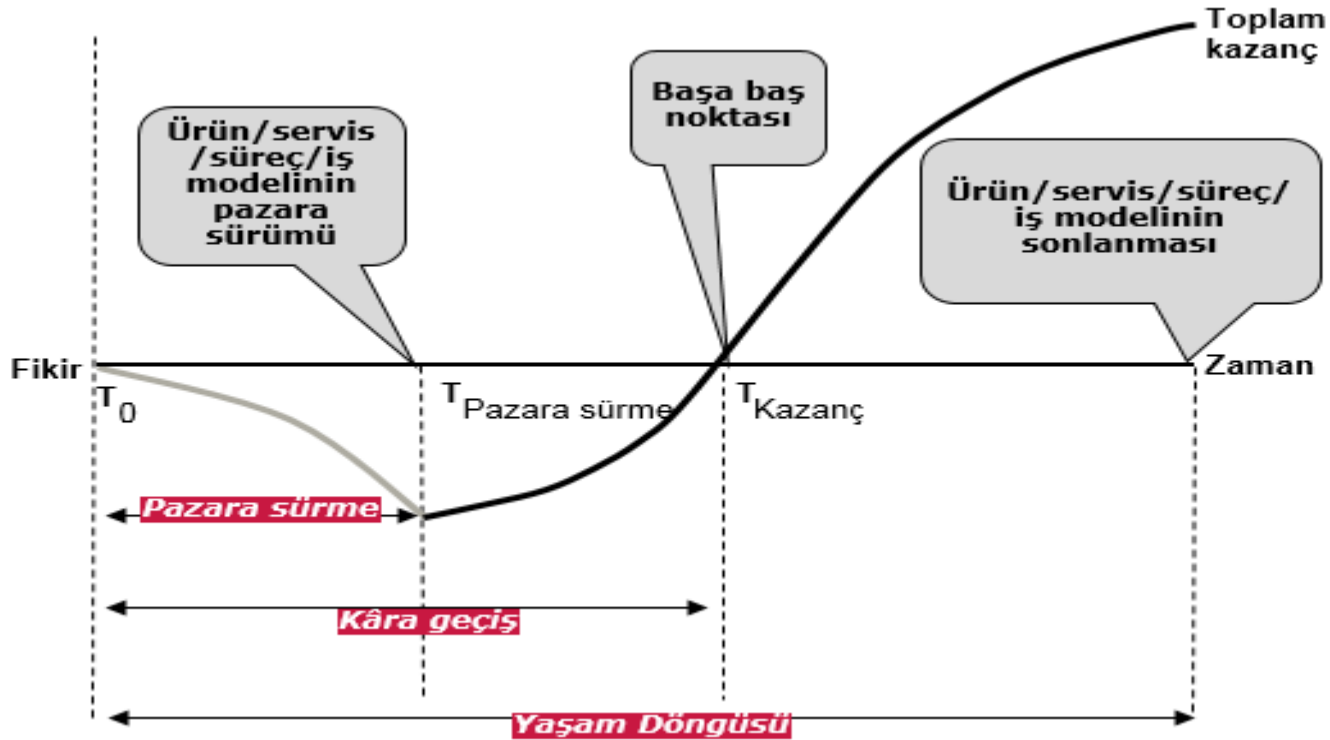 Toplam
kazanç
Başa baş
noktası
Ürün/servis
/süreç/iş
modelinin
pazara
sürümü
Ürün/servis/süreç/
iş modelinin
sonlanması
Fikir
Zaman
T0
TPazara sürme
TKazanç
Pazara sürme
Kâra geçiş
Yaşam Döngüsü